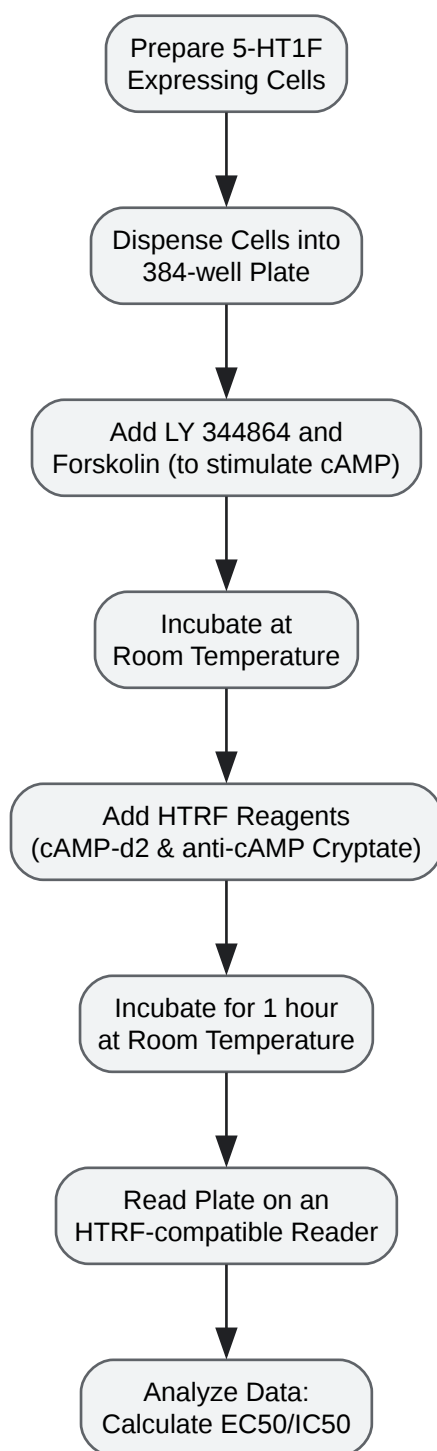 Prepare 5-HT1F
Expressing Cells
Dispense Cells into
384-well Plate
Add LY 344864 and
Forskolin (to stimulate cAMP)
Incubate at
Room Temperature
Add HTRF Reagents
(cAMP-d2 & anti-cAMP Cryptate)
Incubate for 1 hour
at Room Temperature
Read Plate on an
HTRF-compatible Reader
Analyze Data:
Calculate EC50/IC50